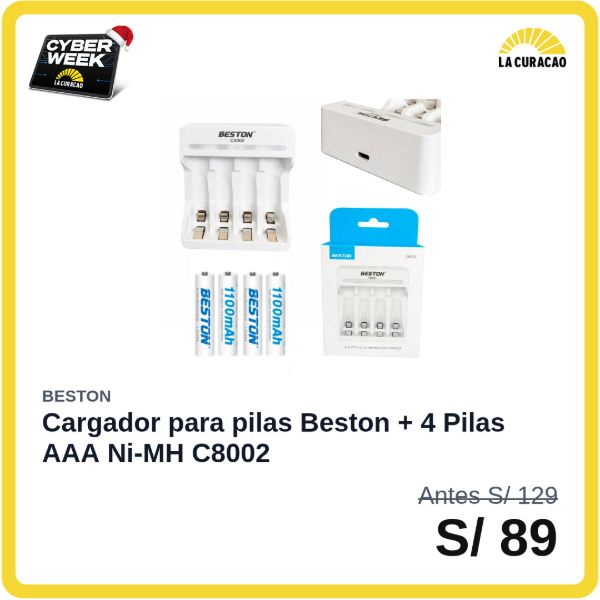 CYBER
WEEK
LA CURACAO
LA CURACAO
BESTON
C8002
BESTON
BESTON
BESTON
BESTON
1100mAh
BESTON
1100mAh
BESTON
Cargador para pilas Beston + 4 Pilas
AAA Ni-MH C8002
Antes S/ 129
S/ 89